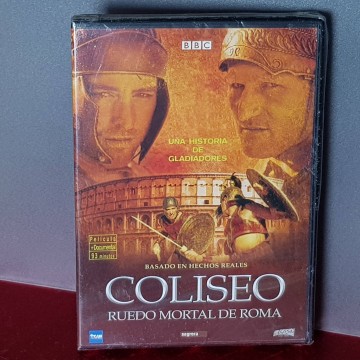 BBC
UNA HISTORIA
DE
GLADIADORES
Película
+Documental
93 minutos
BASADO EN HECHOS REALES
COLISEO
RUEDO MORTAL DE ROMA